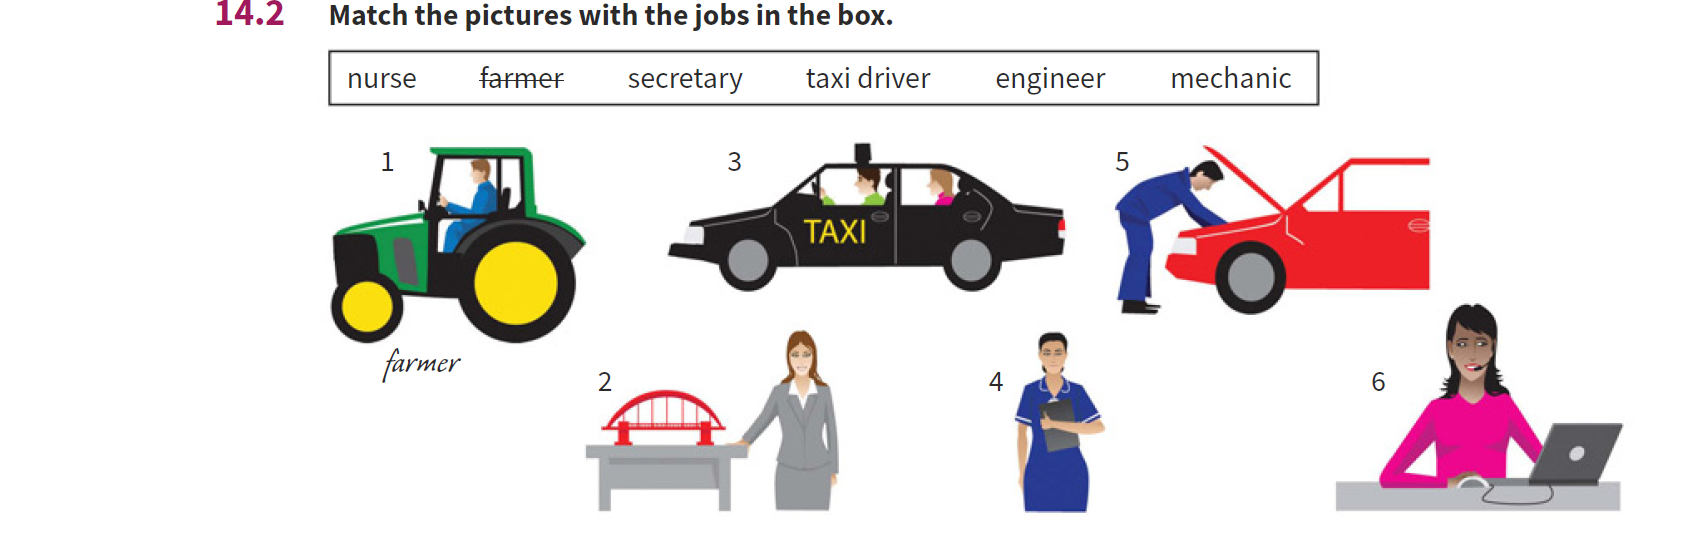 14.2 Match the pictures with the jobs in the box.
nurse farmer secretary taxi driver engineer mechanic
1 3 5
TAXI
farmer
2 4 6